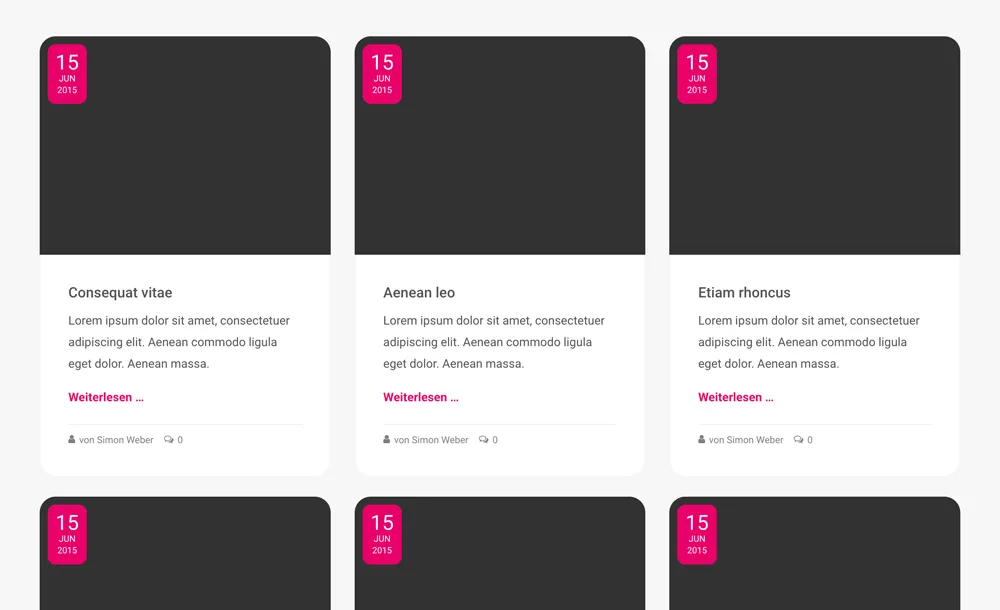 15
JUN
2015
15
JUN
2015
15
JUN
2015
Consequat vitae
Lorem ipsum dolor sit amet, consectetuer
adipiscing elit. Aenean commodo ligula
eget dolor. Aenean massa.
Weiterlesen …
von Simon Weber 0
Aenean leo
Lorem ipsum dolor sit amet, consectetuer
adipiscing elit. Aenean commodo ligula
eget dolor. Aenean massa.
Weiterlesen …
von Simon Weber 0
Etiam rhoncus
Lorem ipsum dolor sit amet, consectetuer
adipiscing elit. Aenean commodo ligula
eget dolor. Aenean massa.
Weiterlesen …
von Simon Weber 0
15
JUN
2015
15
JUN
2015
15
JUN
2015